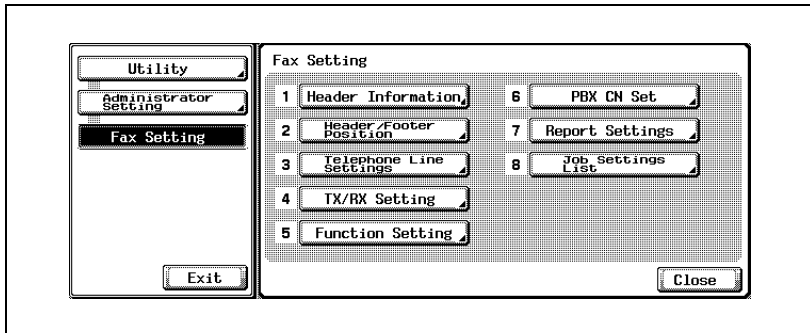 Utility
Administrator
Setting
Fax Setting
Exit
Fax Setting
1 Header Information
2 Header/Footer
Position
3 Telephone Line
Settings
4 TX/RX Setting
5 Function Setting
6 PBX CN Set
7 Report Settings
8 Job Settings
List
Close